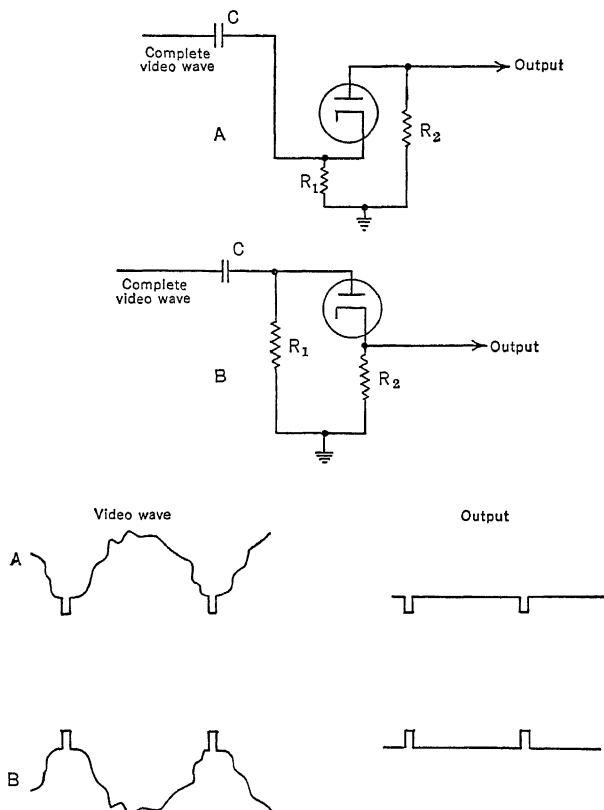 C
Complete
video wave
Output
A
R₂
R₁
C
Complete
video wave
R₁
Output
B
R₂
Video wave
Output
A
B